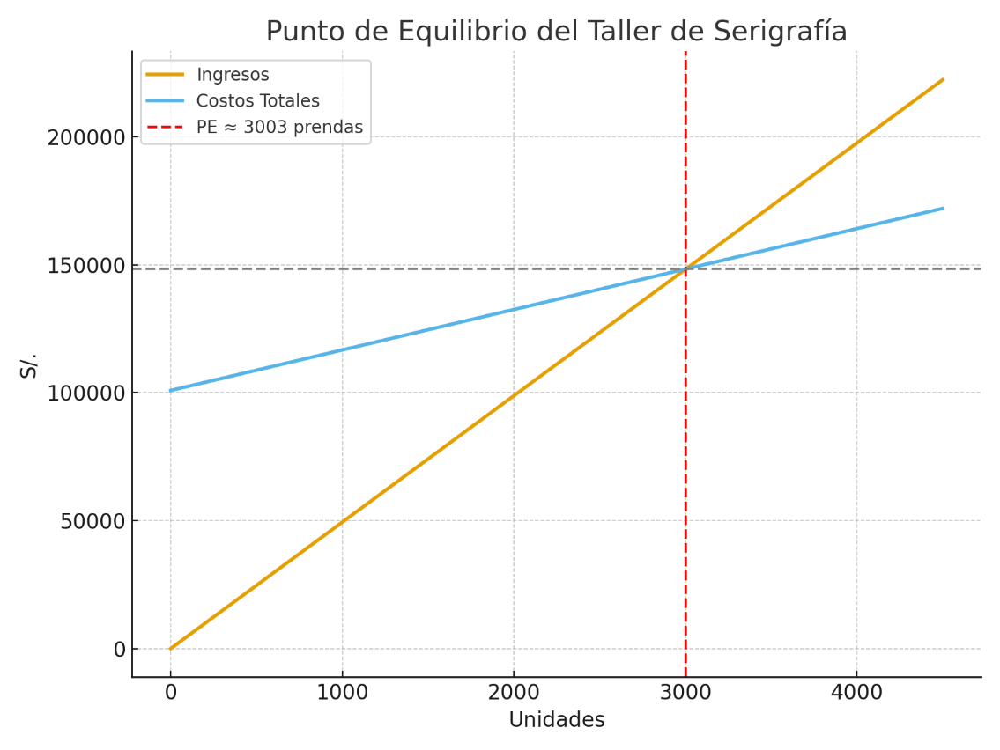 Punto de Equilibrio del Taller de Serigrafía
Ingresos
Costos Totales
PE ≈ 3003 prendas
200000
150000
100000
50000
0
S/.
0 1000 2000 3000 4000
Unidades